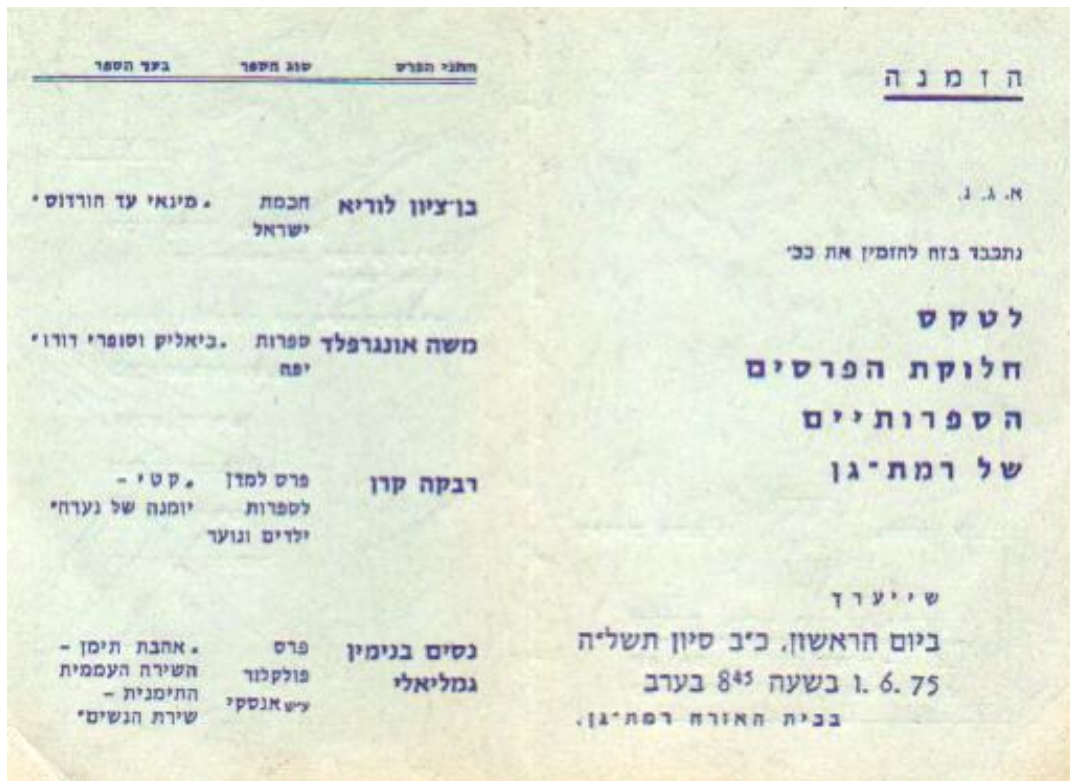 הזמנה
א. ג. נ.
נתכבד בזה להזמין את ככ׳
לטקס
חלוקת הפרסים
הספרותיים
של רמת־גן
שייערך
ביום הראשון, כ״ב סיון תשל״ה
1.6.75 בשעה 8⁴⁵ בערב
בבית האזרח רמת־גן.
חתני הפרס סוג הספר בעד הספר
בן־ציון לוריא חכמת „מינאי עד הורדוס״
ישראל
משה אונגרפלד ספרות „ביאליק וסופרי דורו״
יפה
רבקה קרן פרס למדן „קטי –
לספרות יומנה של נערה״
ילדים ונוער
נסים בנימין פרס „אהבת תימן –
גמליאלי פולקלור השירה העממית
ע״ש אנסקי התימנית –
שירת הנשים״